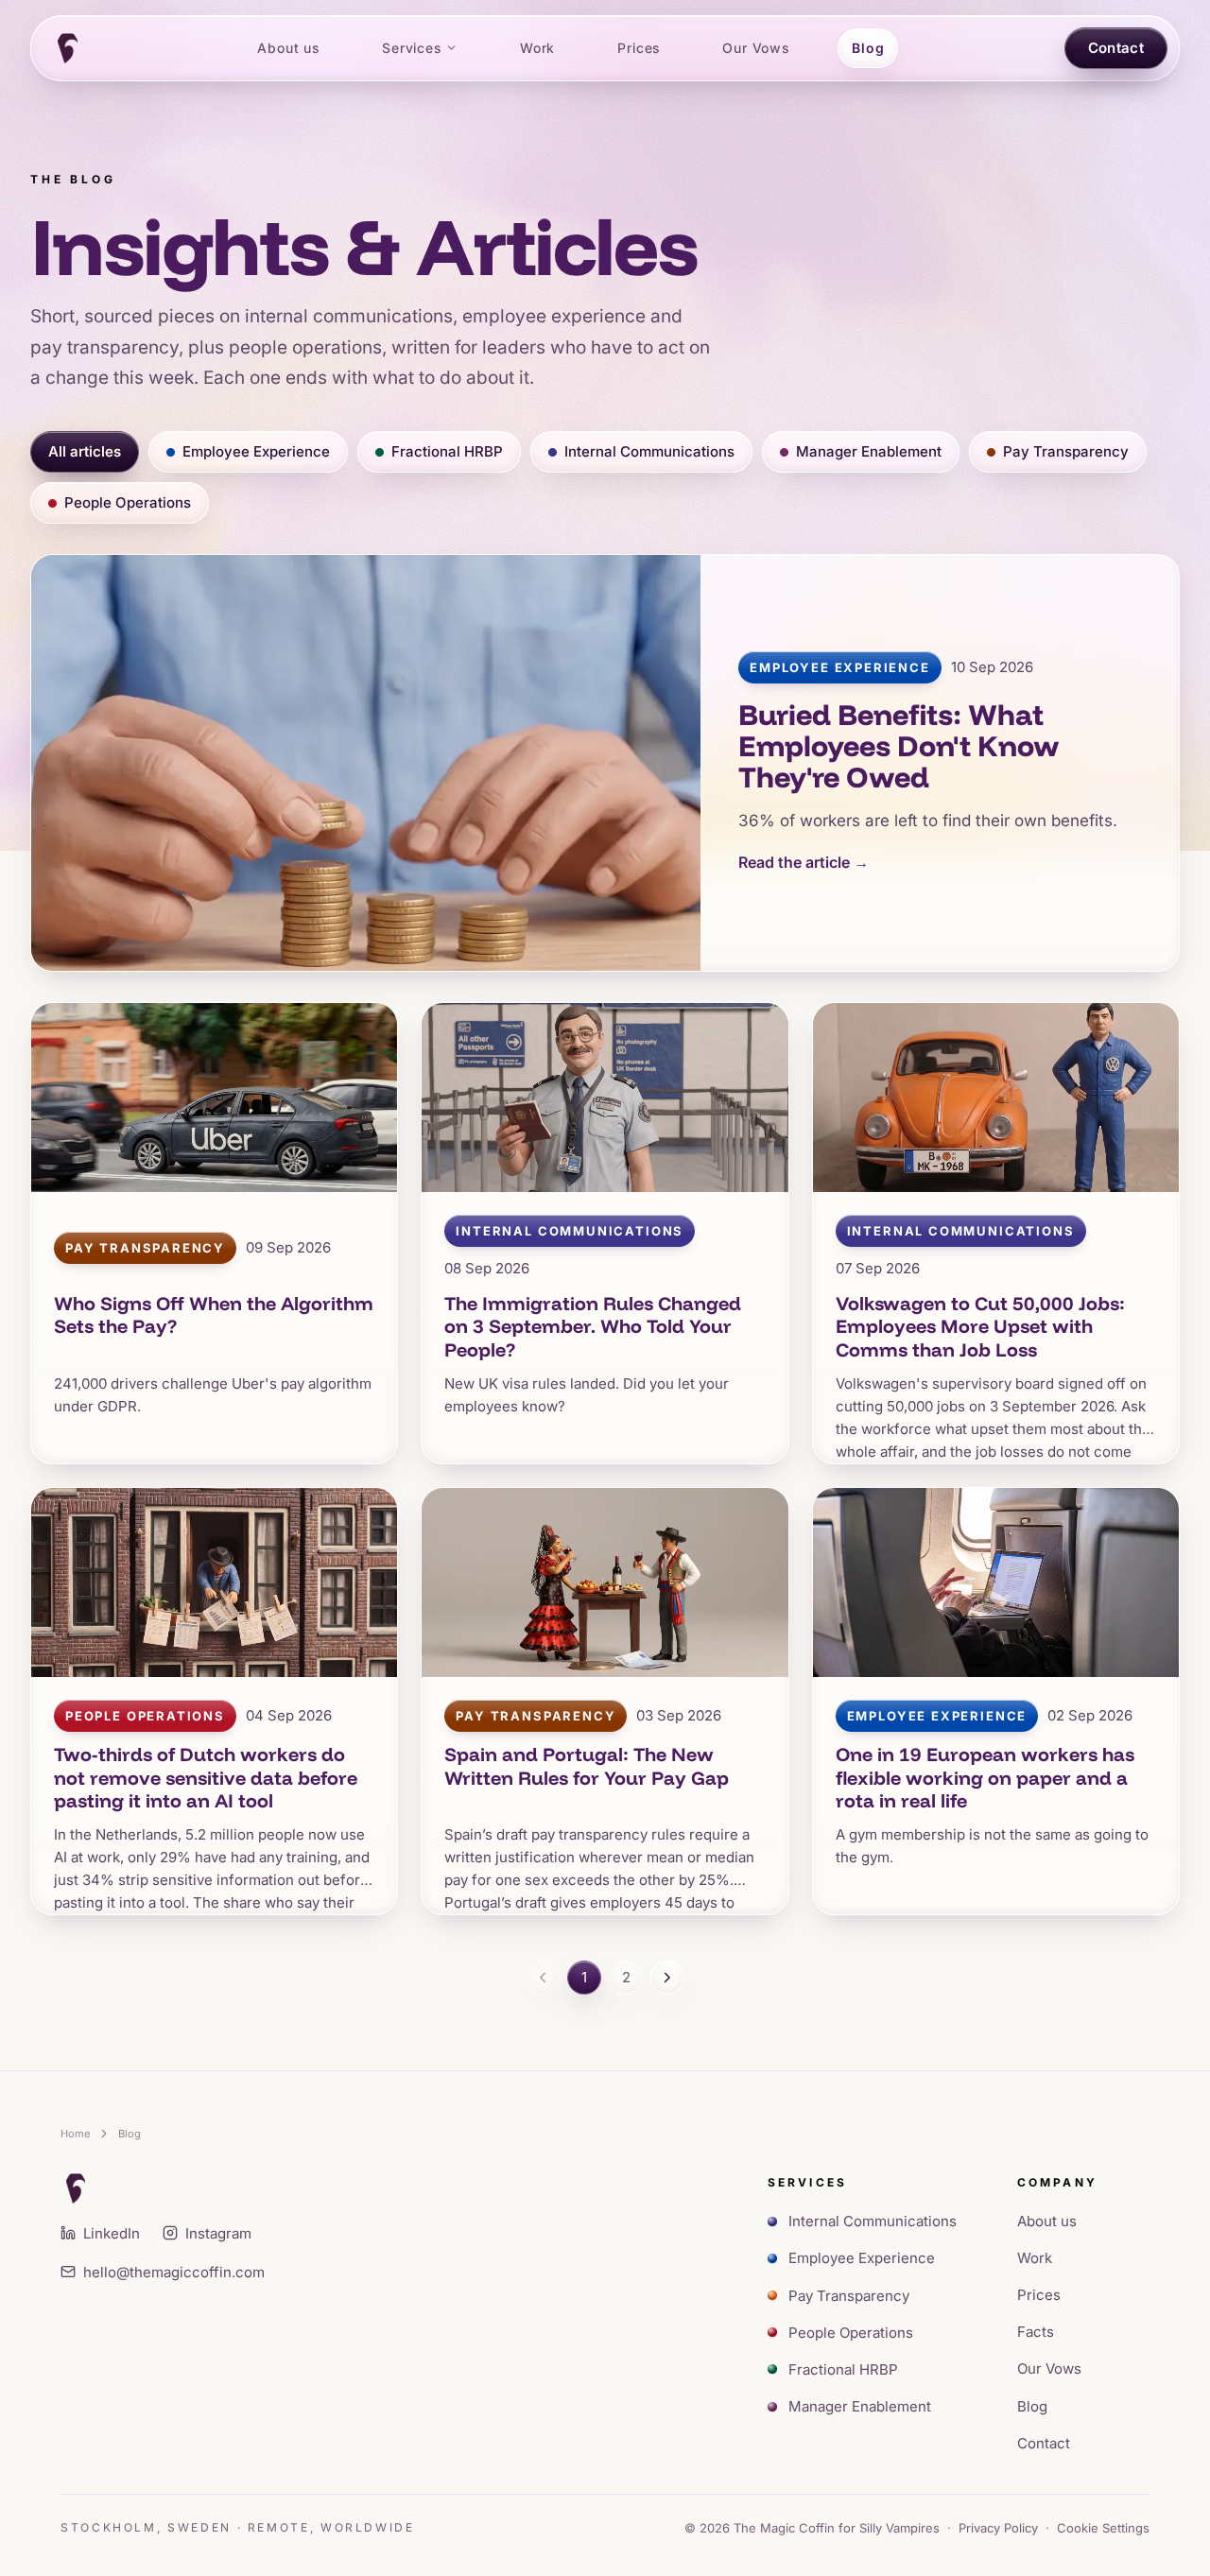 About us
Services
Work
Prices
Our Vows
Blog
Contact
THE BLOG
Insights & Articles
Short, sourced pieces on internal communications, employee experience and
pay transparency, plus people operations, written for leaders who have to act on
a change this week. Each one ends with what to do about it.
All articles
Employee Experience
Fractional HRBP
Internal Communications
Manager Enablement
Pay Transparency
People Operations
EMPLOYEE EXPERIENCE 10 Sep 2026
Buried Benefits: What
Employees Don't Know
They're Owed
36% of workers are left to find their own benefits.
Read the article →
Uber
PAY TRANSPARENCY 09 Sep 2026
Who Signs Off When the Algorithm
Sets the Pay?
241,000 drivers challenge Uber's pay algorithm
under GDPR.
All other
Passports
No photography
No phones at
UK Border desk
INTERNAL COMMUNICATIONS
08 Sep 2026
The Immigration Rules Changed
on 3 September. Who Told Your
People?
New UK visa rules landed. Did you let your
employees know?
B
MK - 1968
INTERNAL COMMUNICATIONS
07 Sep 2026
Volkswagen to Cut 50,000 Jobs:
Employees More Upset with
Comms than Job Loss
Volkswagen's supervisory board signed off on
cutting 50,000 jobs on 3 September 2026. Ask
the workforce what upset them most about th...
whole affair, and the job losses do not come
PEOPLE OPERATIONS 04 Sep 2026
Two-thirds of Dutch workers do
not remove sensitive data before
pasting it into an AI tool
In the Netherlands, 5.2 million people now use
AI at work, only 29% have had any training, and
just 34% strip sensitive information out befor...
pasting it into a tool. The share who say their
PAY TRANSPARENCY 03 Sep 2026
Spain and Portugal: The New
Written Rules for Your Pay Gap
Spain’s draft pay transparency rules require a
written justification wherever mean or median
pay for one sex exceeds the other by 25%....
Portugal’s draft gives employers 45 days to
EMPLOYEE EXPERIENCE 02 Sep 2026
One in 19 European workers has
flexible working on paper and a
rota in real life
A gym membership is not the same as going to
the gym.
1
2
Home > Blog
LinkedIn
Instagram
hello@themagiccoffin.com
SERVICES
Internal Communications
Employee Experience
Pay Transparency
People Operations
Fractional HRBP
Manager Enablement
COMPANY
About us
Work
Prices
Facts
Our Vows
Blog
Contact
STOCKHOLM, SWEDEN · REMOTE, WORLDWIDE
© 2026 The Magic Coffin for Silly Vampires · Privacy Policy · Cookie Settings